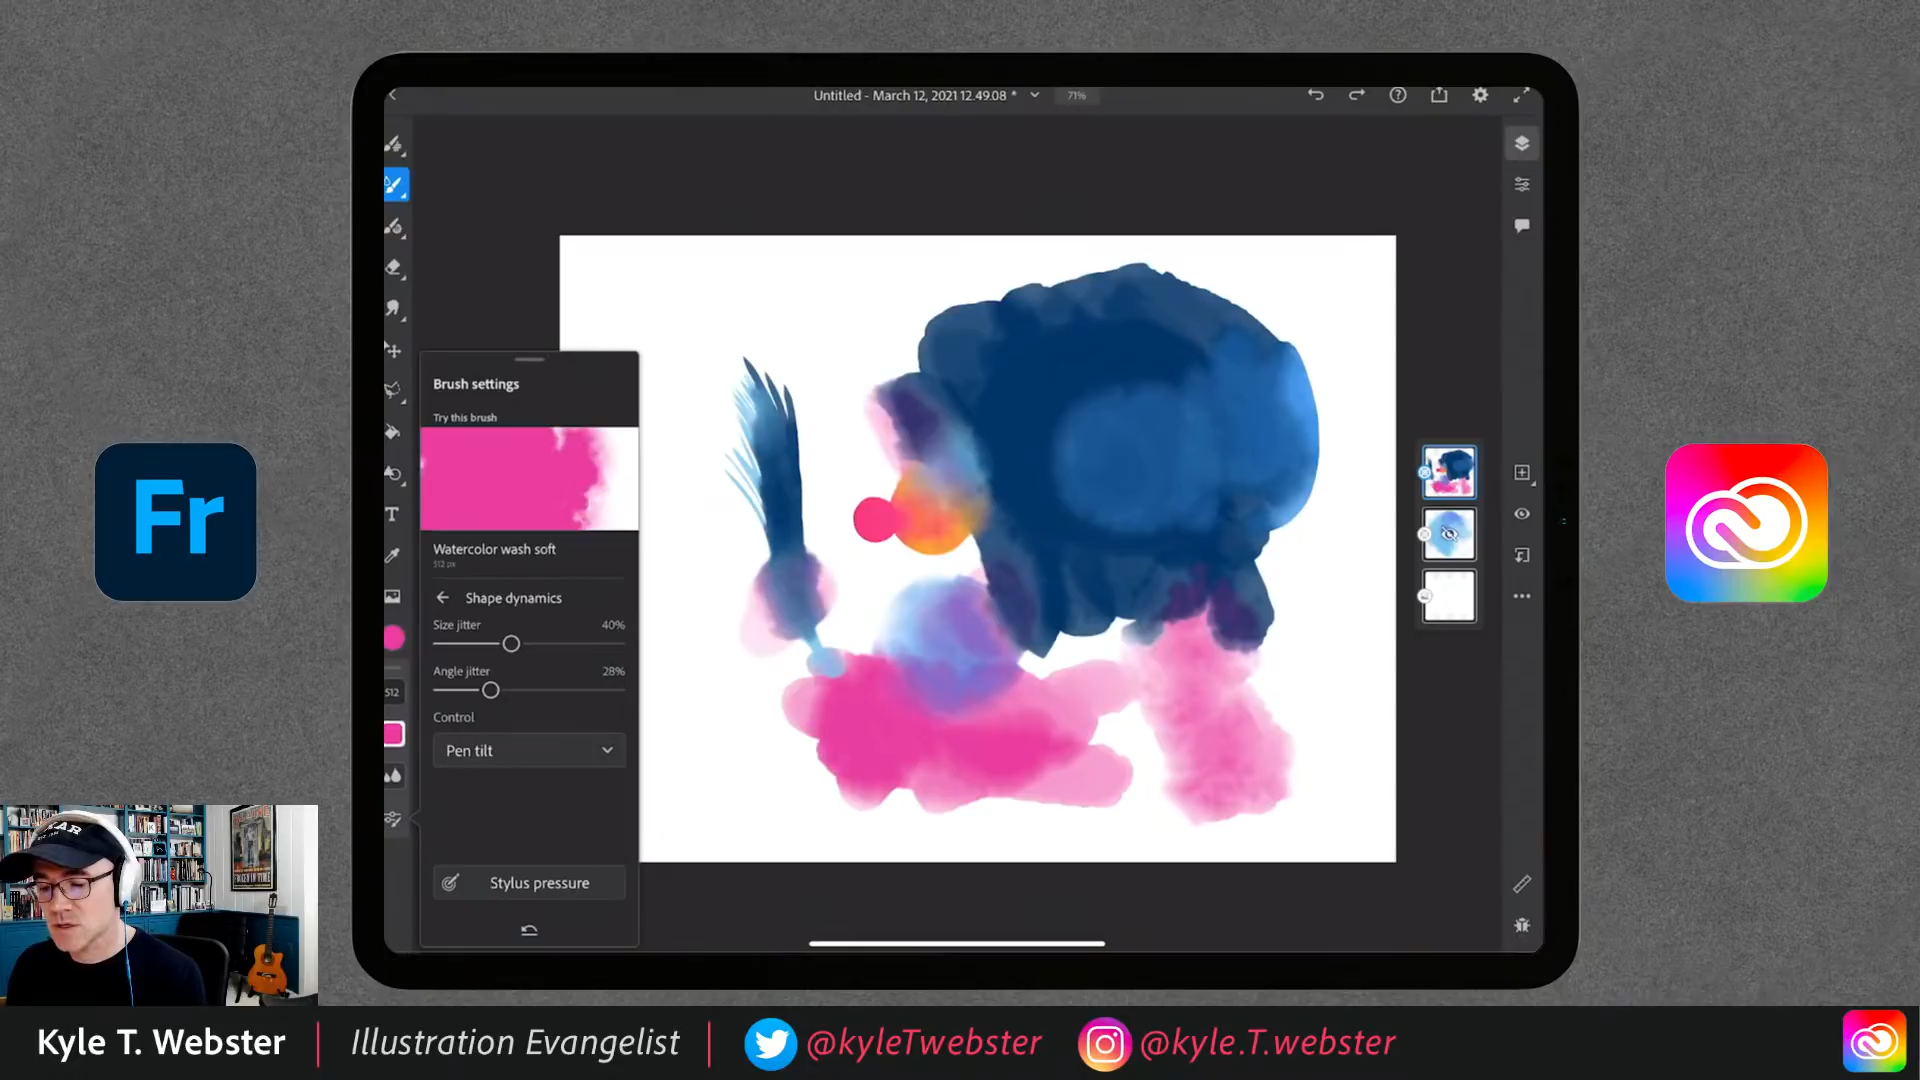 Untitled - March 12, 2021 12.49.08 *
71%
Brush settings
Try this brush
Watercolor wash soft
512 px
Shape dynamics
Size jitter 40%
Angle jitter 28%
Control
Pen tilt
Stylus pressure
T
512
Fr
Kyle T. Webster
Illustration Evangelist
@kyleTwebster
@kyle.T.webster